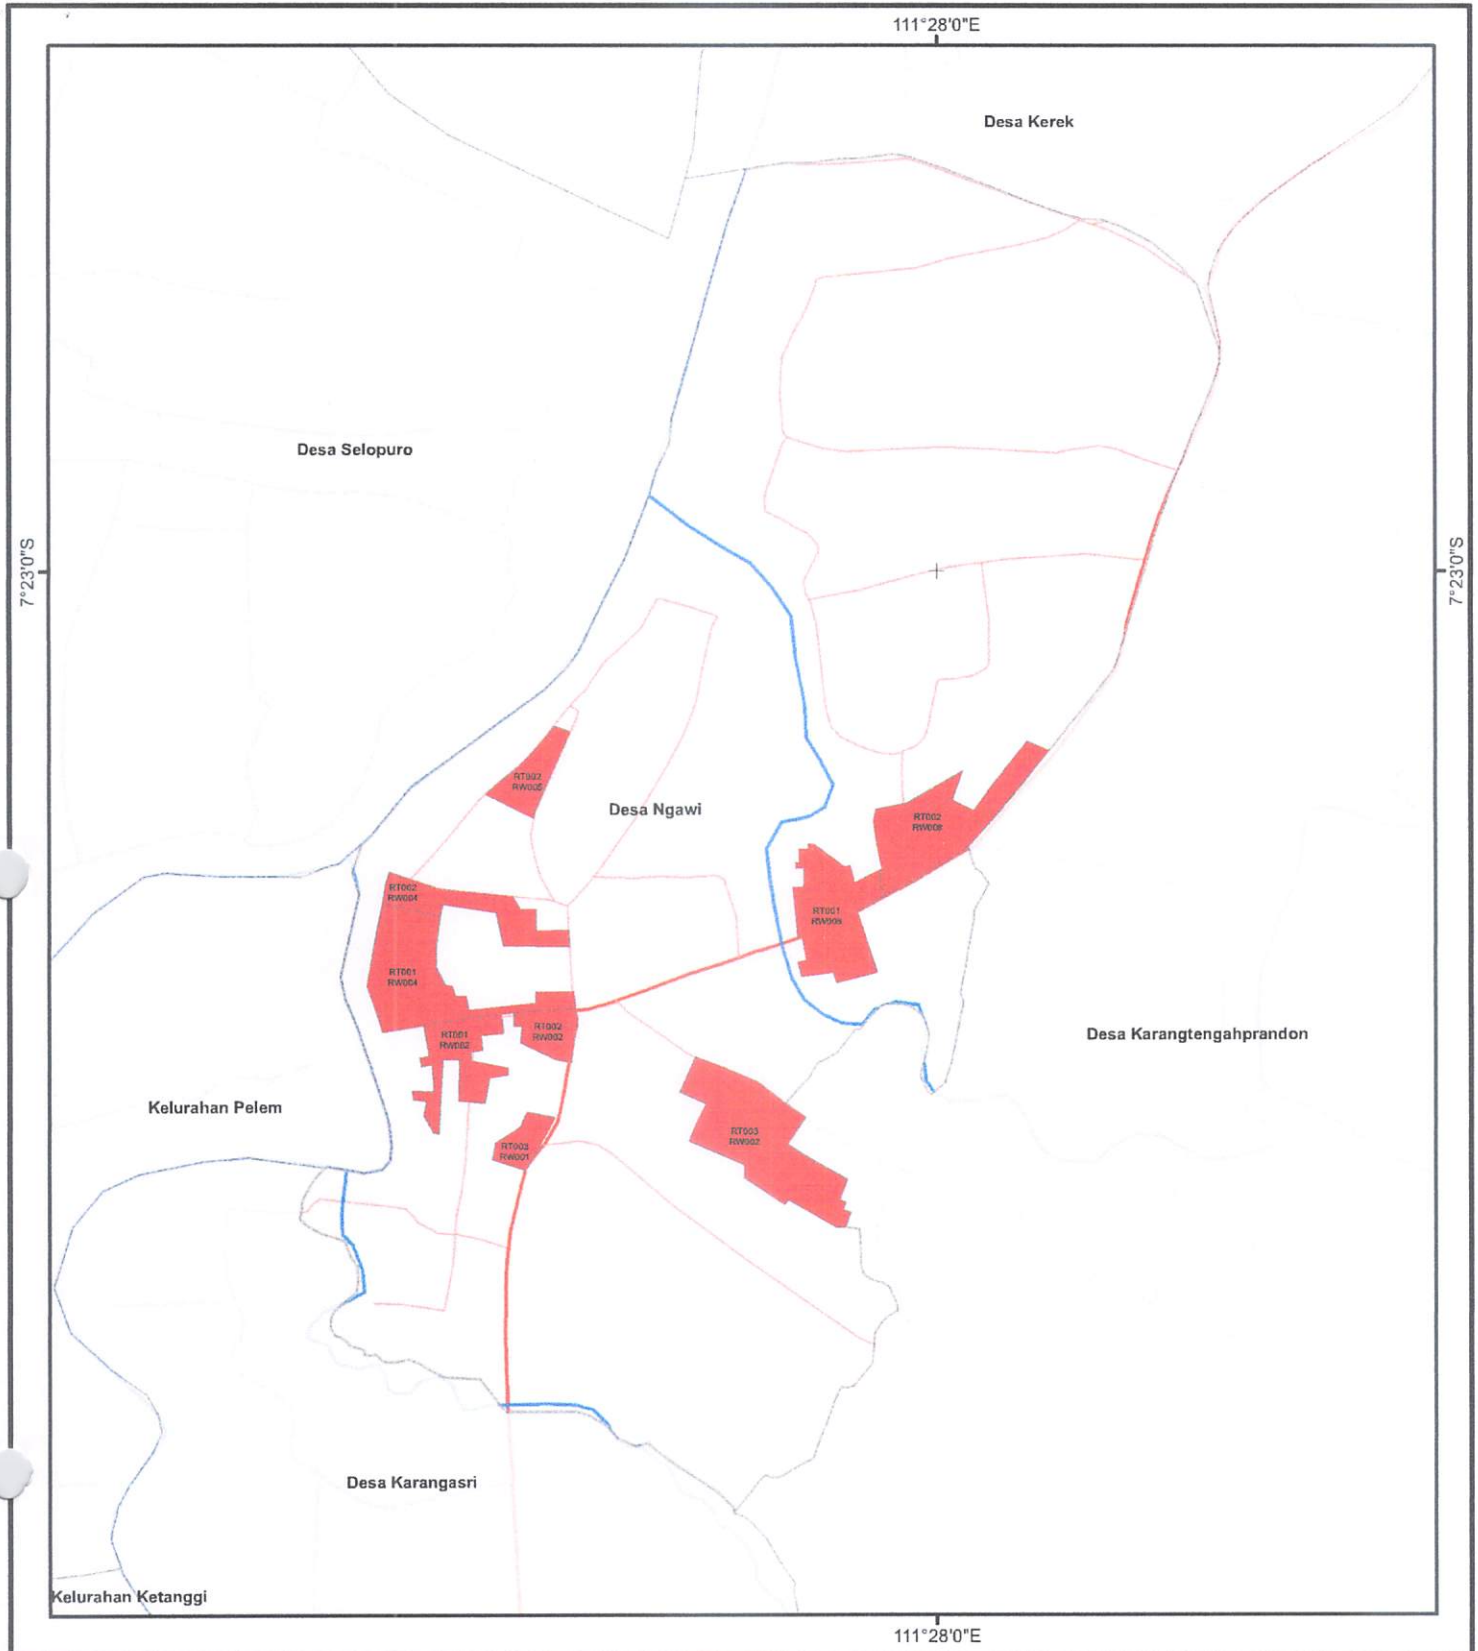 111°28'0"E
Desa Kerek
Desa Selopuro
7°23'0"S
7°23'0"S
RT002
Desa Ngawi
RT002
RW008
RT002
RW004
RT001
RT001
RW004
RT001
RW002
RT002
RW002
Desa Karangtengahprandon
Kelurahan Pelem
RT003
RW002
RT003
RW001
Desa Karangasri
Kelurahan Ketanggi
111°28'0"E